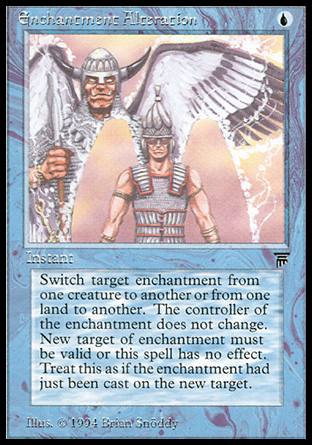 Enchantment Alteration
Instant
Switch target enchantment from
one creature to another or from one
land to another. The controller of
the enchantment does not change.
New target of enchantment must
be valid or this spell has no effect.
Treat this as if the enchantment had
just been cast on the new target.
Illus. © 1994 Brian Snoddy